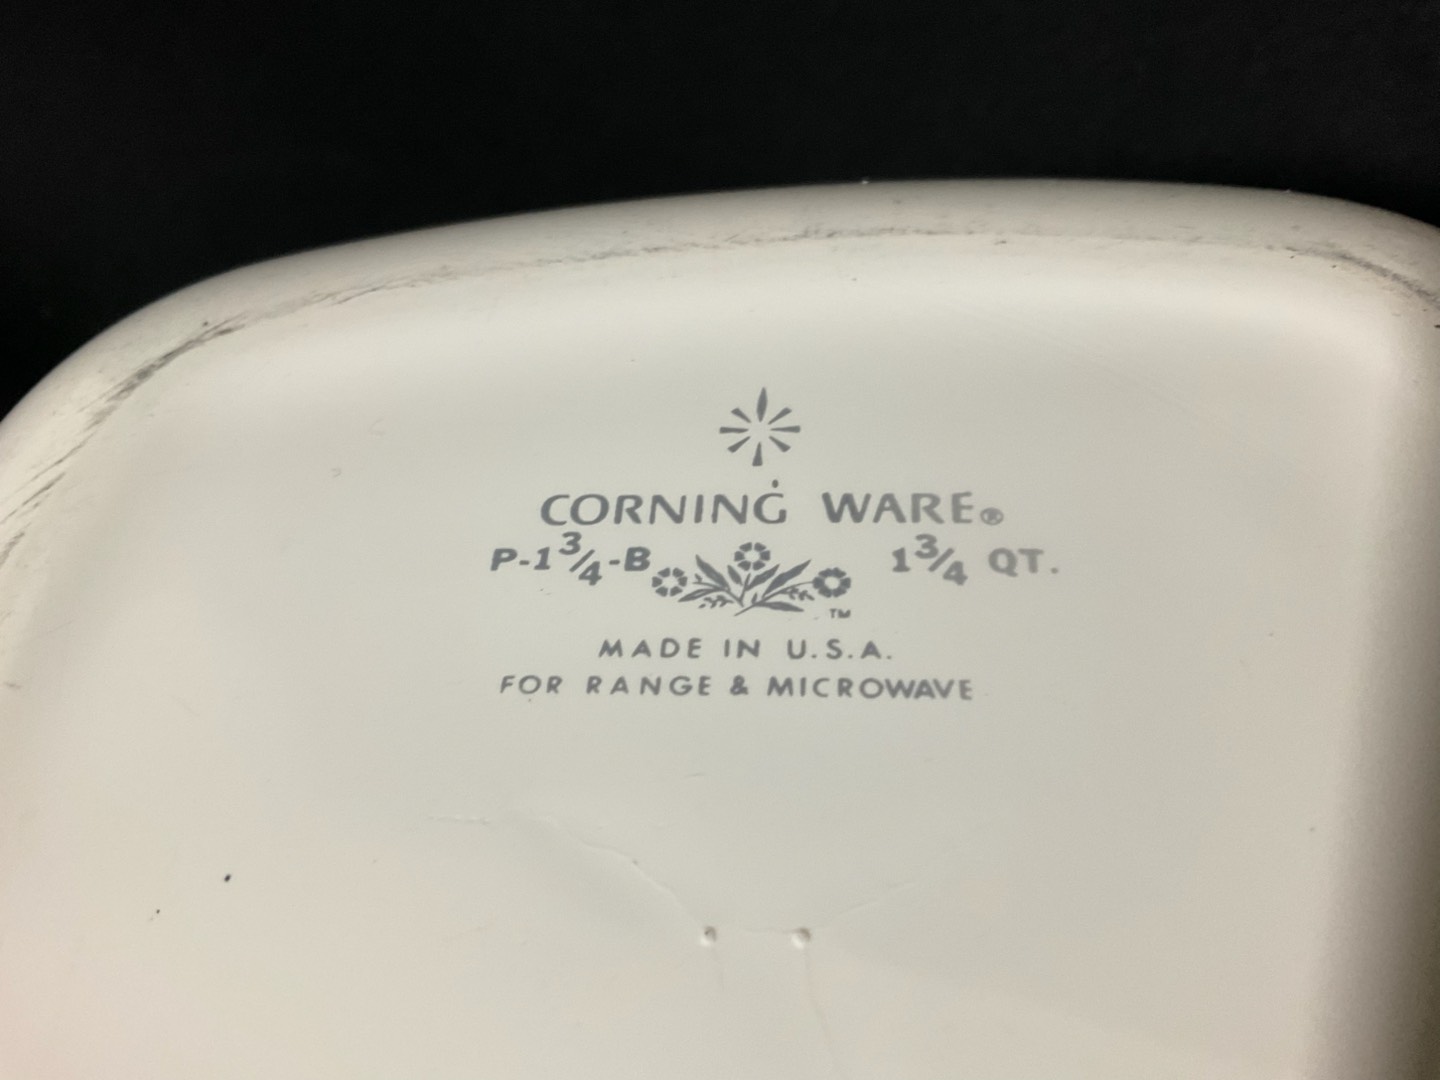 CORNING WARE®
P-1¾-B 1¾ QT.
TM
MADE IN U.S.A.
FOR RANGE & MICROWAVE